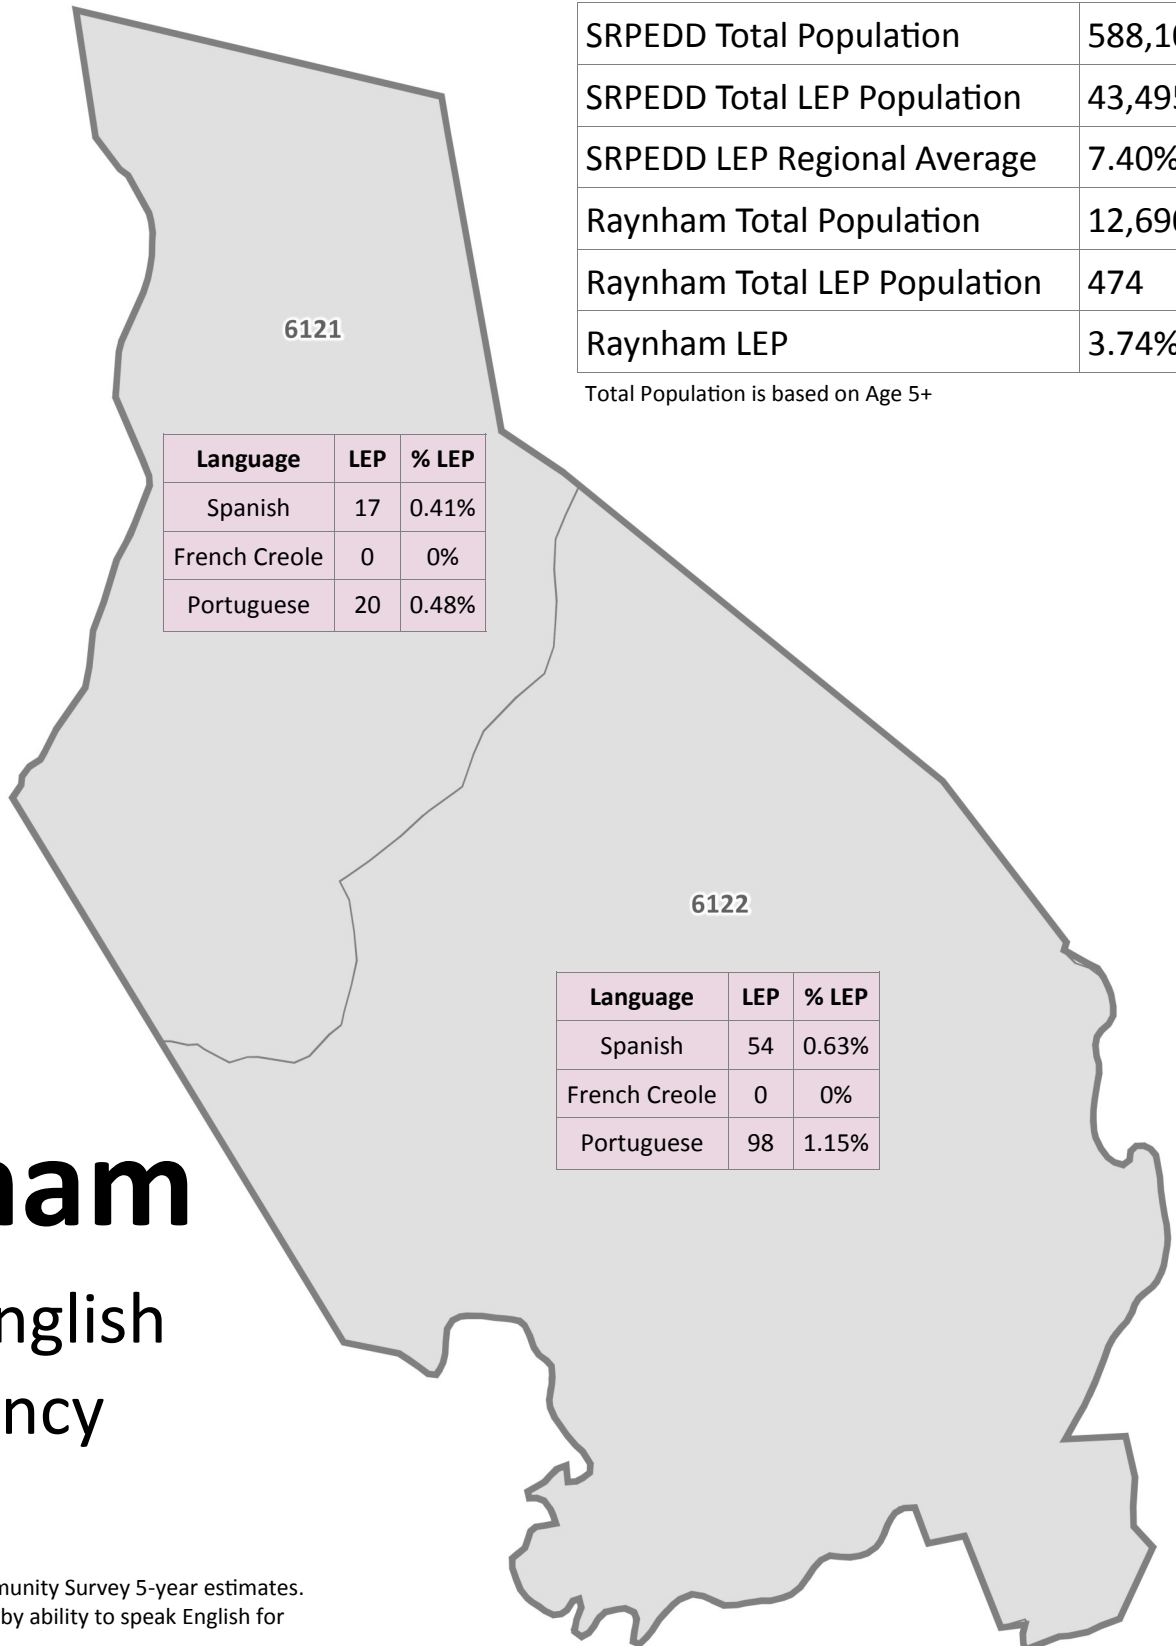 SRPEDD Total Population 588,1
SRPEDD Total LEP Population 43,49
SRPEDD LEP Regional Average 7.40%
Raynham Total Population 12,69
Raynham Total LEP Population 474
Raynham LEP 3.74%
Total Population is based on Age 5+
6121
Language LEP % LEP
Spanish 17 0.41%
French Creole 0 0%
Portuguese 20 0.48%
6122
Language LEP % LEP
Spanish 54 0.63%
French Creole 0 0%
Portuguese 98 1.15%
ham
nglish
ncy
munity Survey 5-year estimates.
by ability to speak English for